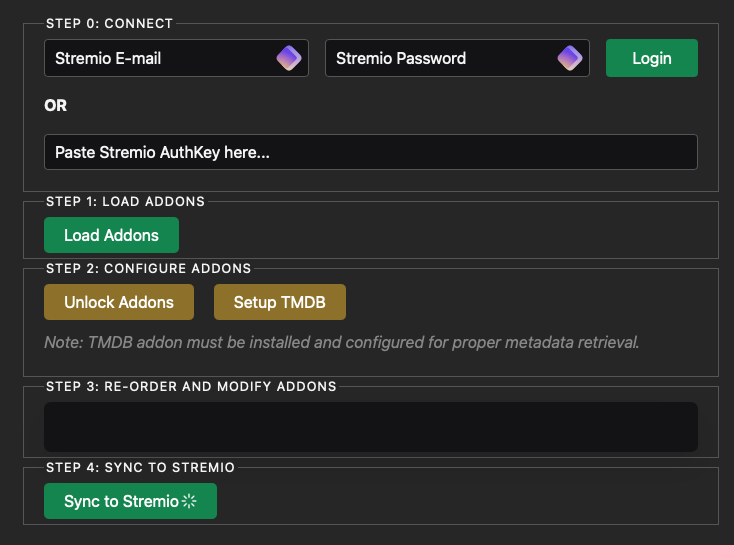 STEP 0: CONNECT
Stremio E-mail
Stremio Password
Login
OR
Paste Stremio AuthKey here...
STEP 1: LOAD ADDONS
Load Addons
STEP 2: CONFIGURE ADDONS
Unlock Addons
Setup TMDB
Note: TMDB addon must be installed and configured for proper metadata retrieval.
STEP 3: RE-ORDER AND MODIFY ADDONS
STEP 4: SYNC TO STREMIO
Sync to Stremio